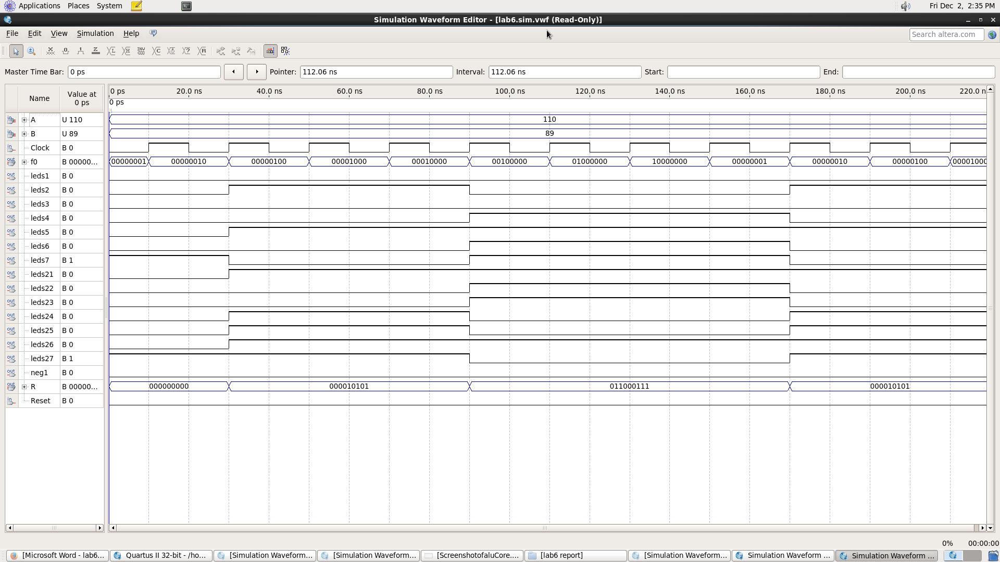 Applications Places System Fri Dec 2, 2:35 PM
Simulation Waveform Editor - [lab6.sim.vwf (Read-Only)]
File Edit View Simulation Help Search altera.com
Master Time Bar: 0 ps Pointer: 112.06 ns Interval: 112.06 ns Start: End:
Name Value at 0 ps
0 ps 20.0 ns 40.0 ns 60.0 ns 80.0 ns 100.0 ns 120.0 ns 140.0 ns 160.0 ns 180.0 ns 200.0 ns 220.0 n
0 ps
A U 110 110
B U 89 89
Clock B 0
f0 B 00000... 00000001 00000010 00000100 00001000 00010000 00100000 01000000 10000000 00000001 00000010 00000100 00001000
leds1 B 0
leds2 B 0
leds3 B 0
leds4 B 0
leds5 B 0
leds6 B 0
leds7 B 1
leds21 B 0
leds22 B 0
leds23 B 0
leds24 B 0
leds25 B 0
leds26 B 0
leds27 B 1
neg1 B 0
R B 00000... 000000000 000010101 011000111 000010101
Reset B 0
0% 00:00:00
[Microsoft Word - lab6... Quartus II 32-bit - /ho... [Simulation Waveform... [Simulation Waveform... [ScreenshotofaluCore.... [lab6 report] [Simulation Waveform... Simulation Waveform ... Simulation Waveform ...